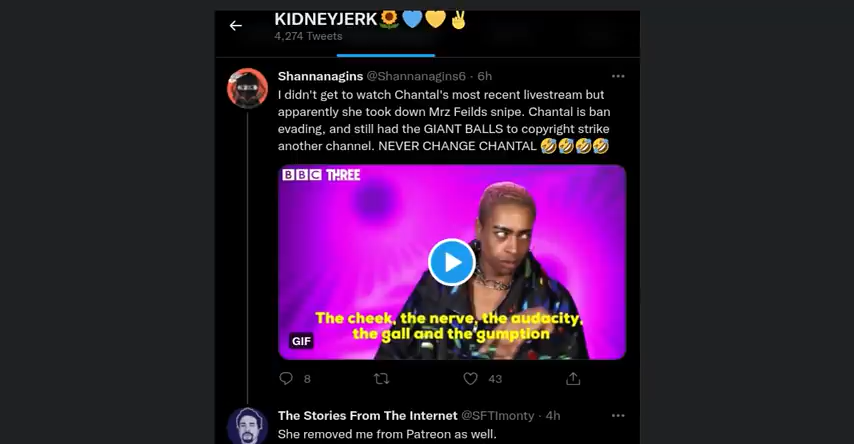 KIDNEYJERK🌻💙💛✌️
4,274 Tweets
Shannanagins @Shannanagins6 · 6h
I didn't get to watch Chantal's most recent livestream but
apparently she took down Mrz Feilds snipe. Chantal is ban
evading, and still had the GIANT BALLS to copyright strike
another channel. NEVER CHANGE CHANTAL 🤣🤣🤣🤣
BBC THREE
The cheek, the nerve, the audacity,
the gall and the gumption
GIF
8
43
The Stories From The Internet @SFTImonty · 4h
She removed me from Patreon as well.